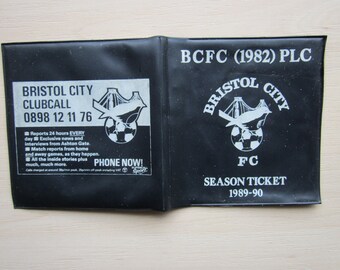 BRISTOL CITY
CLUBCALL
0898 12 11 76
■ Reports 24 hours EVERY
day ■ Exclusive news and
interviews from Ashton Gate.
■ Match reports from home
and away games, as they happen.
■ All the inside stories plus
much, much more.
PHONE NOW!
BCFC (1982) PLC
BRISTOL CITY
FC
SEASON TICKET
1989-90